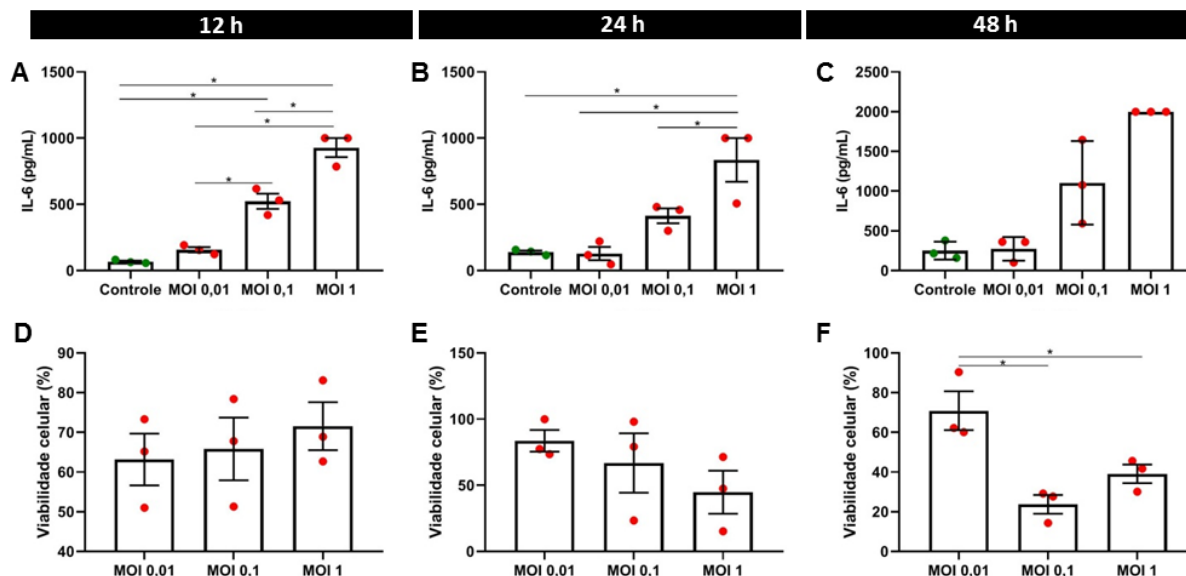 12 h
24 h
48 h
A
IL-6 (pg/mL)
1500
1000
500
0
* * * * *
Controle MOI 0,01 MOI 0,1 MOI 1
B
IL-6 (pg/mL)
1500
1000
500
0
* * *
Controle MOI 0,01 MOI 0,1 MOI 1
C
IL-6 (pg/mL)
2500
2000
1500
1000
500
0
Controle MOI 0,01 MOI 0,1 MOI 1
D
Viabilidade celular (%)
90
80
70
60
50
40
MOI 0,01 MOI 0,1 MOI 1
E
Viabilidade celular (%)
150
100
50
0
MOI 0,01 MOI 0,1 MOI 1
F
Viabilidade celular (%)
100
80
60
40
20
0
* *
MOI 0,01 MOI 0,1 MOI 1